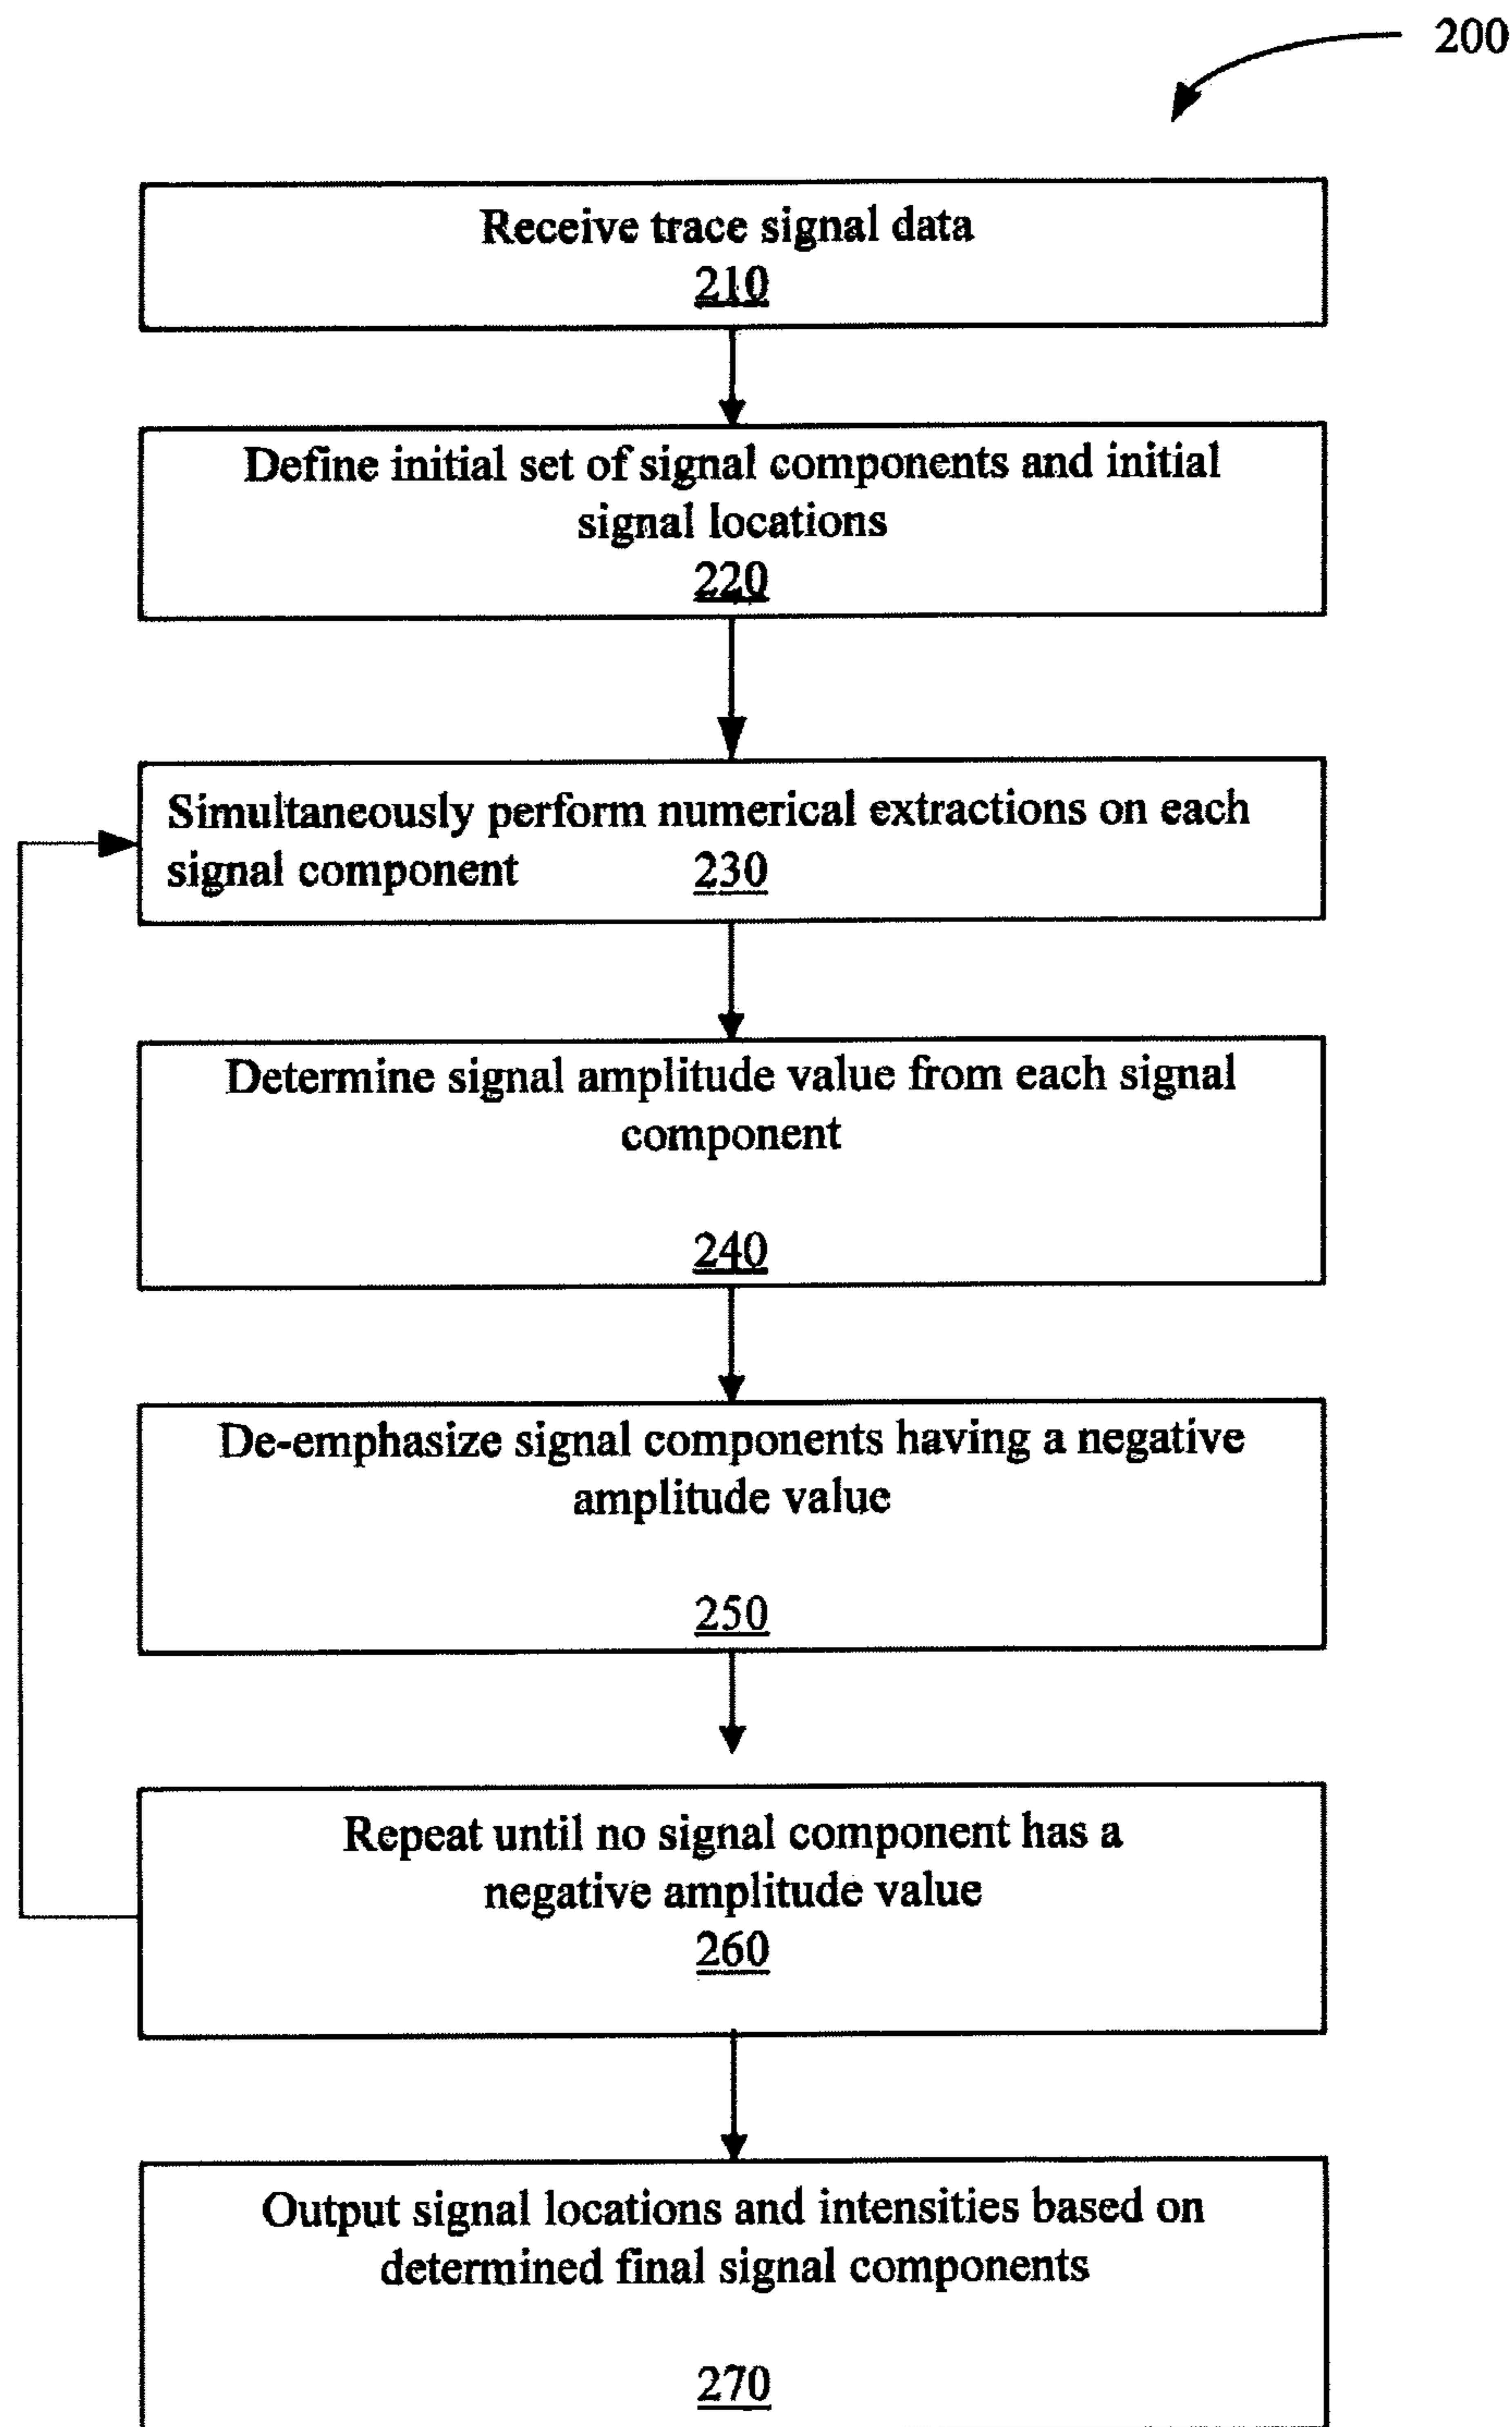 200
Receive trace signal data
210
Define initial set of signal components and initial
signal locations
220
Simultaneously perform numerical extractions on each
signal component 230
Determine signal amplitude value from each signal
component
240
De-emphasize signal components having a negative
amplitude value
250
Repeat until no signal component has a
negative amplitude value
260
Output signal locations and intensities based on
determined final signal components
270